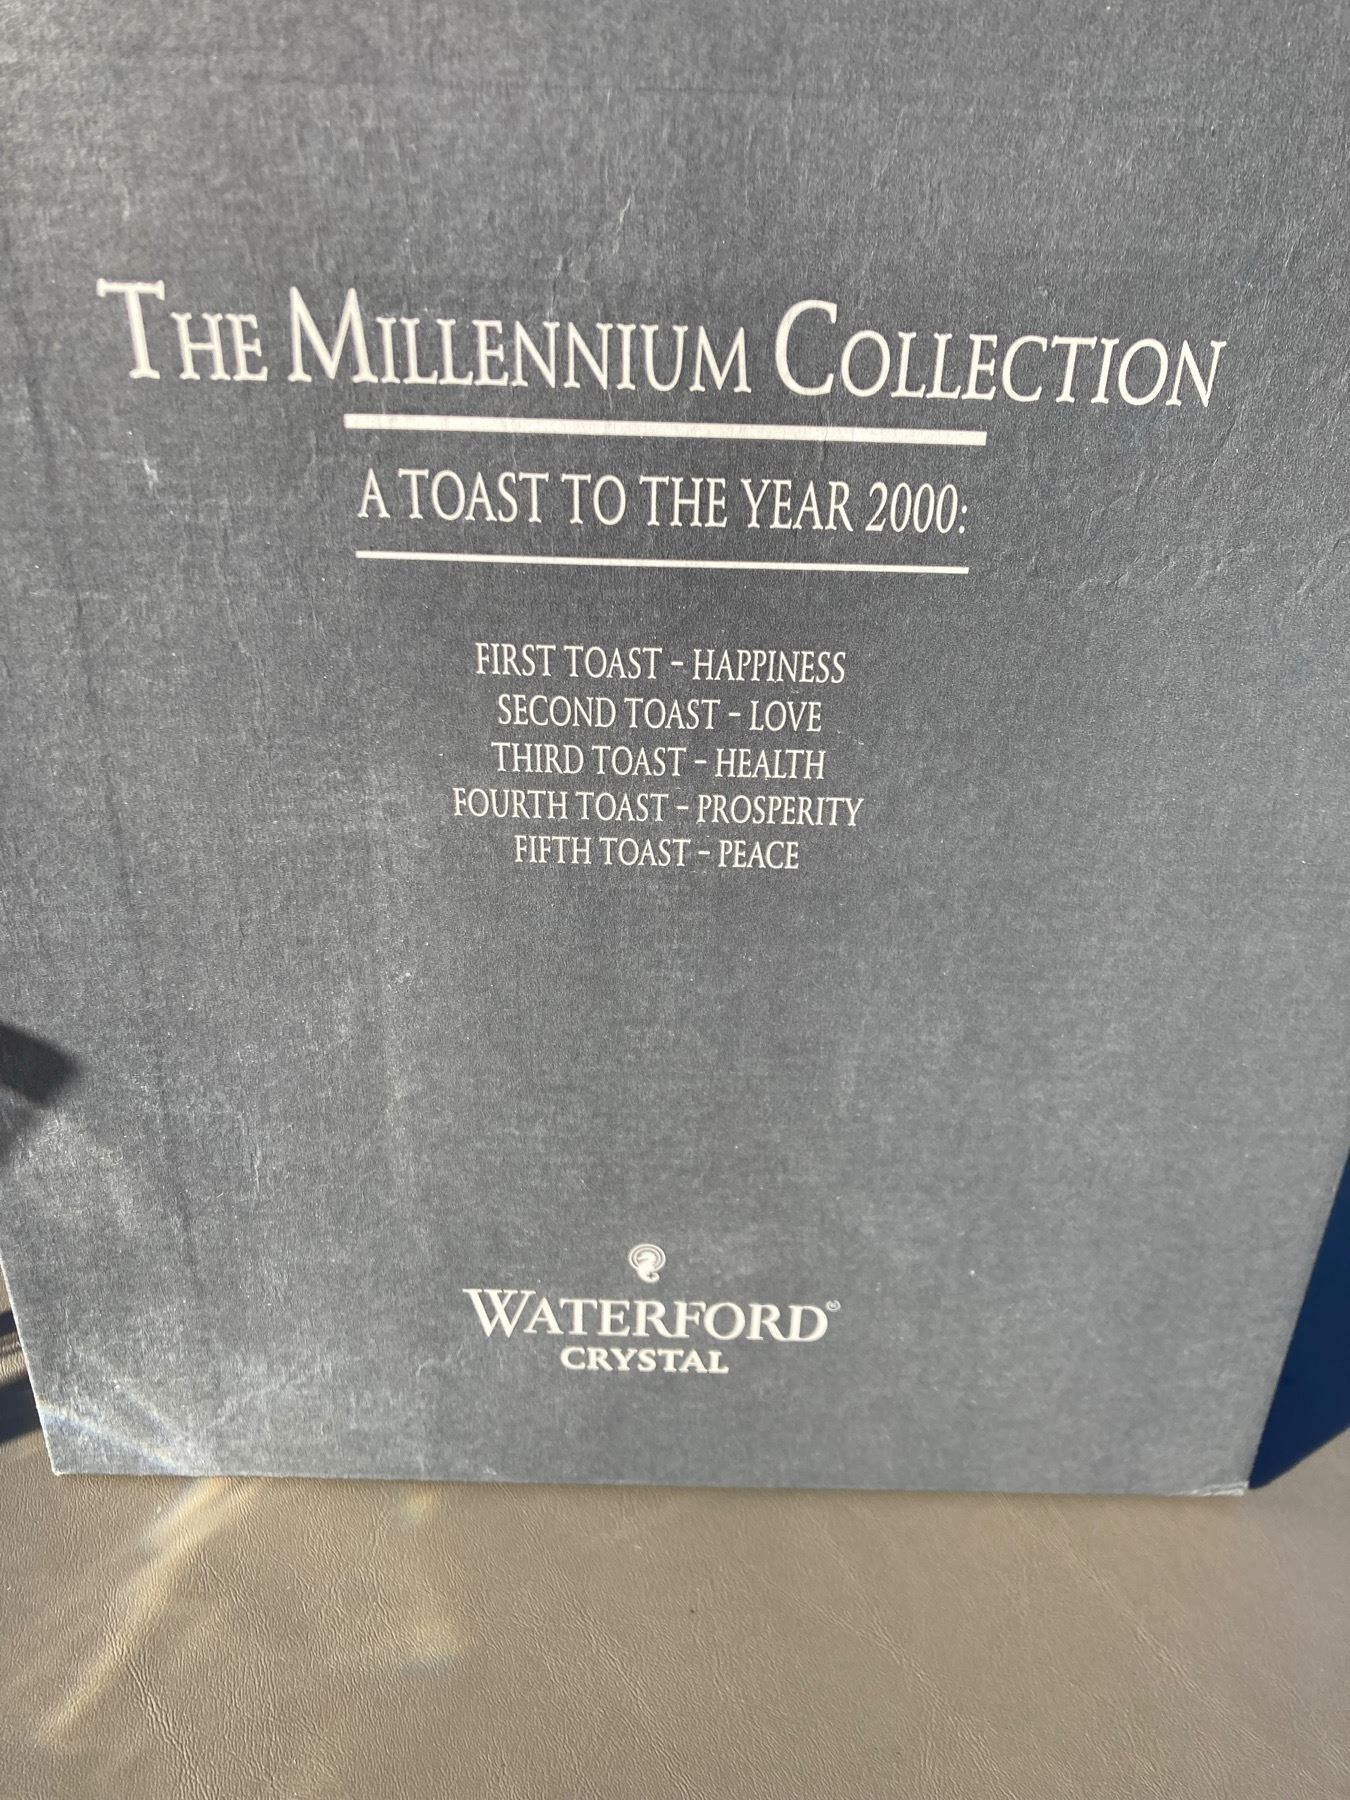 THE MILLENNIUM COLLECTION
A TOAST TO THE YEAR 2000:
FIRST TOAST – HAPPINESS
SECOND TOAST – LOVE
THIRD TOAST – HEALTH
FOURTH TOAST – PROSPERITY
FIFTH TOAST – PEACE
WATERFORD®
CRYSTAL